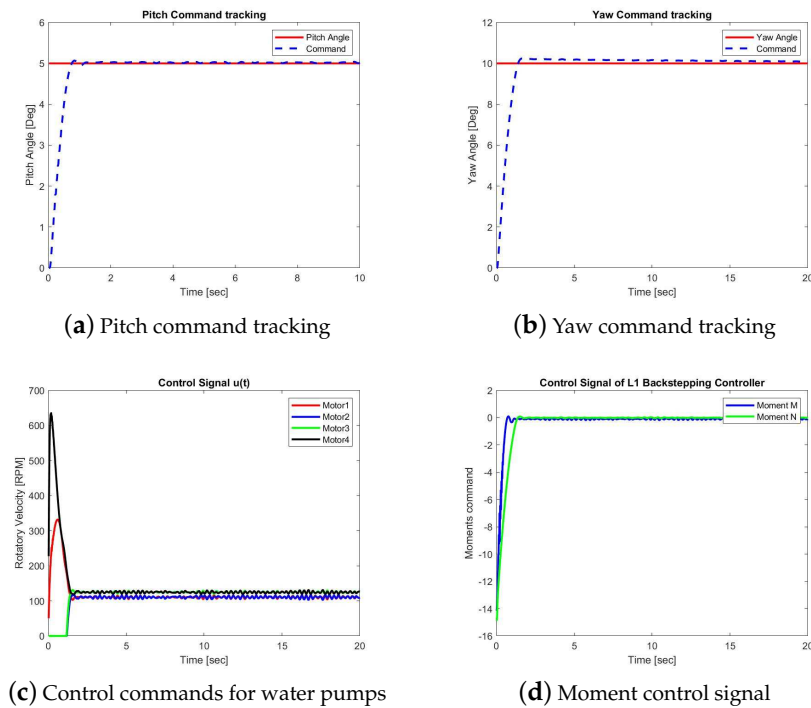 Pitch Command tracking
Pitch Angle
Command
Pitch Angle [Deg]
6
5
4
3
2
1
0
0 2 4 6 8 10
Time [sec]
(a) Pitch command tracking
Yaw Command tracking
Yaw Angle
Command
Yaw Angle [Deg]
12
10
8
6
4
2
0
0 5 10 15 20
Time [sec]
(b) Yaw command tracking
Control Signal u(t)
Motor1
Motor2
Motor3
Motor4
Rotatory Velocity [RPM]
700
600
500
400
300
200
100
0
0 5 10 15 20
Time [sec]
(c) Control commands for water pumps
Control Signal of L1 Backstepping Controller
Moment M
Moment N
Moments command
2
0
-2
-4
-6
-8
-10
-12
-14
-16
0 5 10 15 20
Time [sec]
(d) Moment control signal